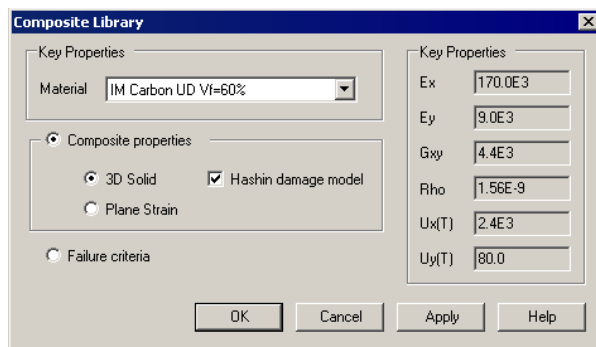 Composite Library
Key Properties
Material IM Carbon UD Vf=60%
Composite properties
3D Solid Hashin damage model
Plane Strain
Failure criteria
Key Properties
Ex 170.0E3
Ey 9.0E3
Gxy 4.4E3
Rho 1.56E-9
Ux(T) 2.4E3
Uy(T) 80.0
OK Cancel Apply Help